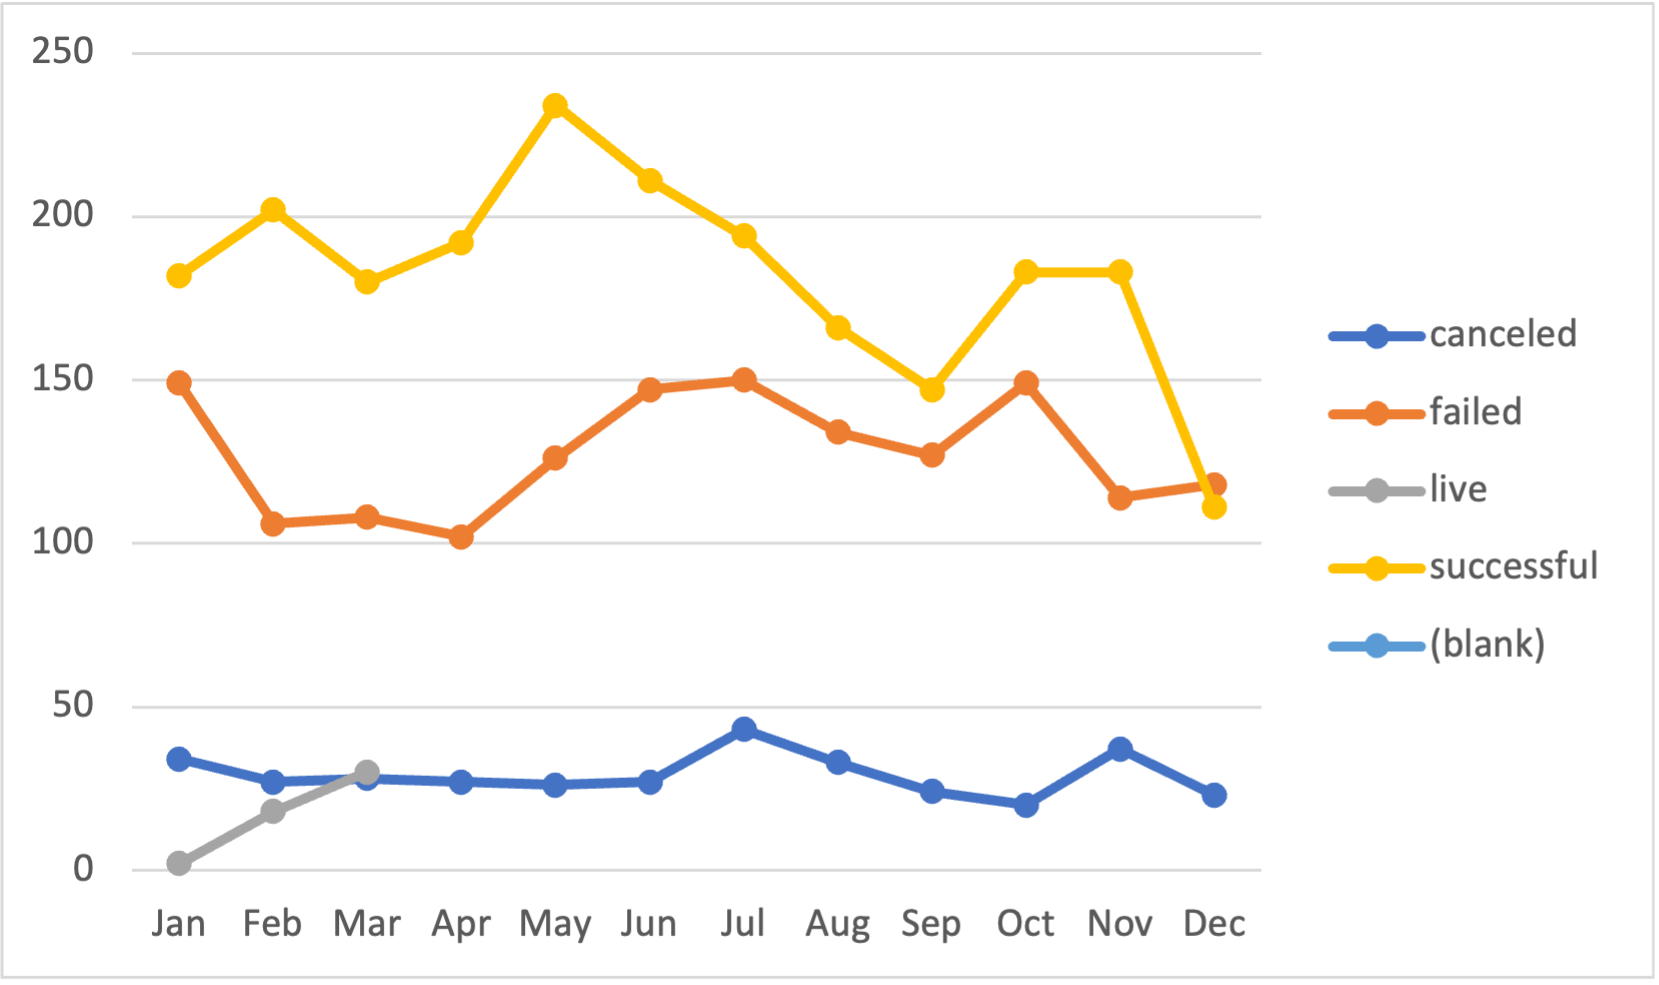 250
200
150
100
50
0
Jan Feb Mar Apr May Jun Jul Aug Sep Oct Nov Dec
canceled
failed
live
successful
(blank)